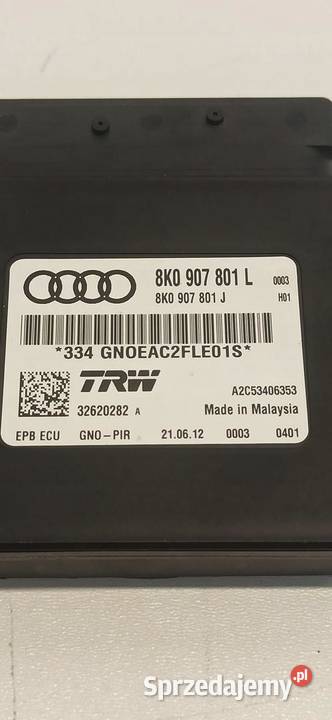 8K0 907 801 L 0003
8K0 907 801 J H01
*334 GNOEAC2FLE01S*
TRW
A2C53406353
32620282 A Made in Malaysia
EPB ECU GNO-PIR 21.06.12 0003 0401
Sprzedajemy.pl